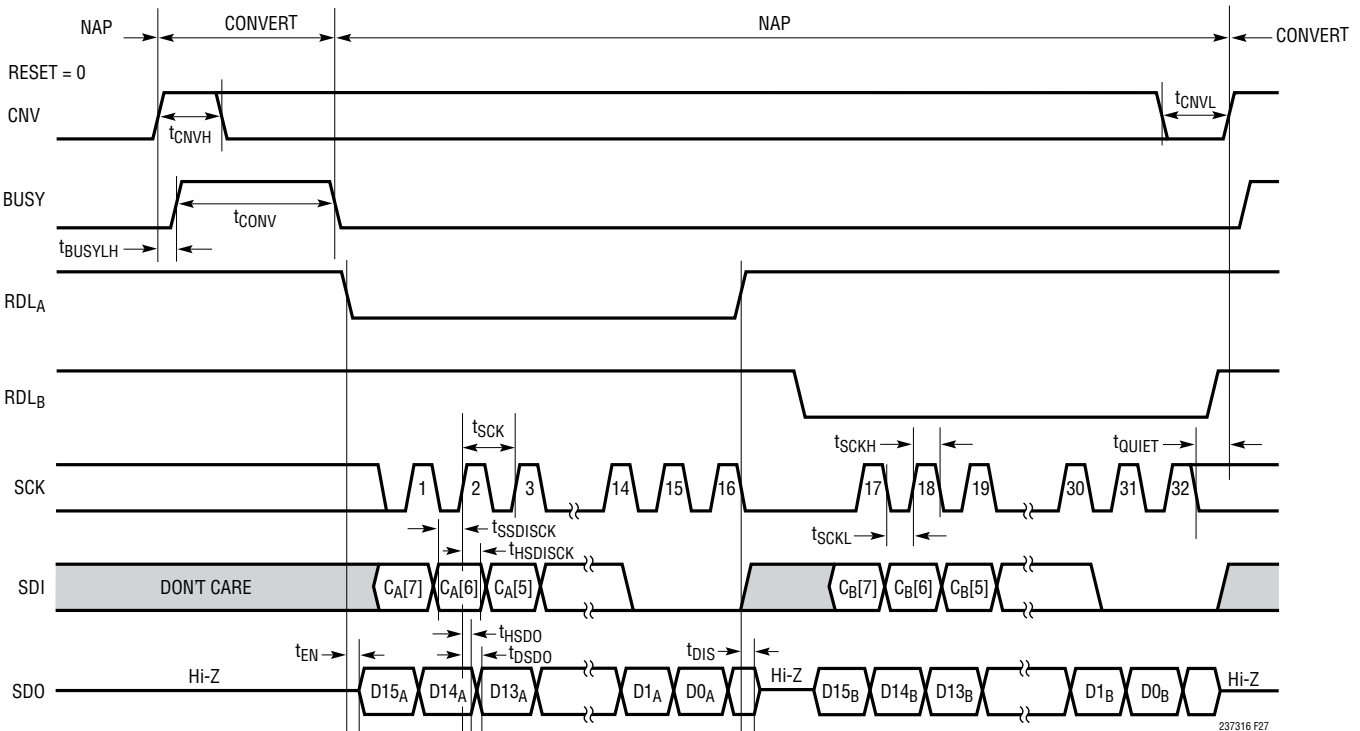 NAP CONVERT NAP CONVERT
RESET = 0
CNV
tCNVH
tCNVL
BUSY
tCONV
tBUSYLH
RDLA
RDLB
tSCK
tSCKH
tQUIET
SCK 1 2 3 14 15 16 17 18 19 30 31 32
tSSDISCK
tSCKL
tHSDISCK
SDI DON'T CARE CA[7] CA[6] CA[5] CB[7] CB[6] CB[5]
tHSDO
tEN
tDSDO
tDIS
SDO Hi-Z D15A D14A D13A D1A D0A Hi-Z D15B D14B D13B D1B D0B Hi-Z
237316 F27